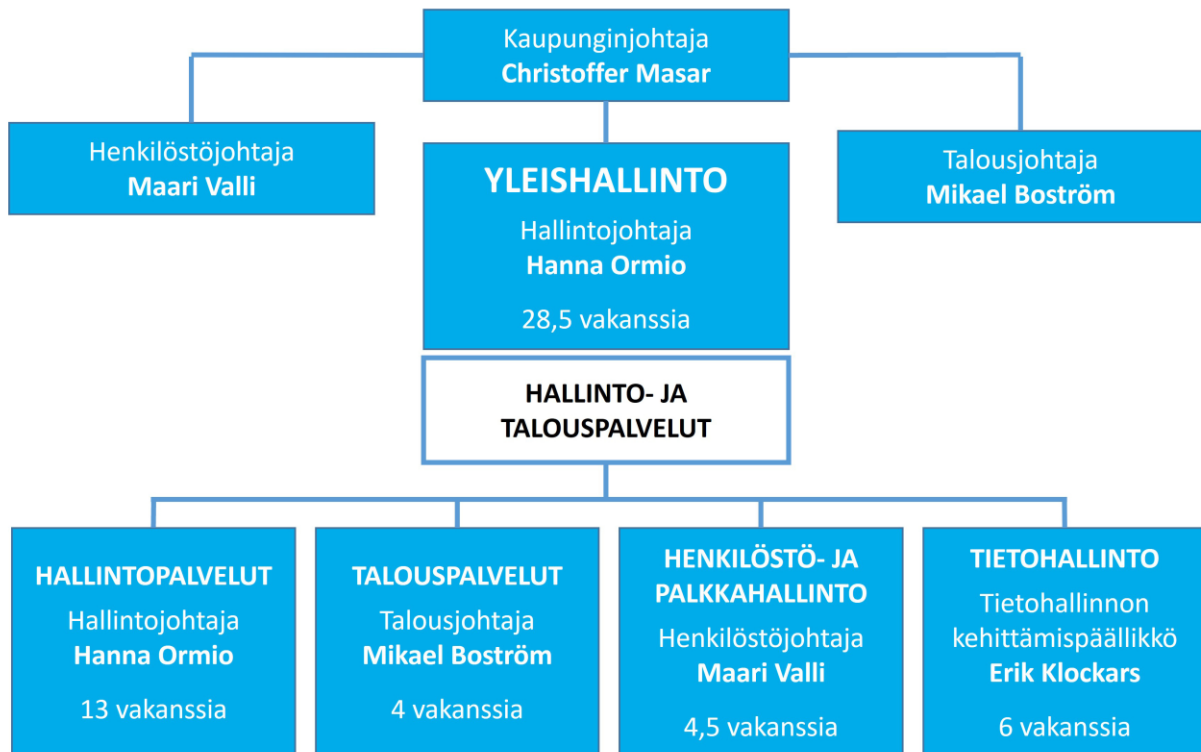 Kaupunginjohtaja
Christoffer Masar
Henkilöstöjohtaja
Maari Valli
YLEISHALLINTO
Hallintojohtaja
Hanna Ormio
28,5 vakanssia
Talousjohtaja
Mikael Boström
HALLINTO- JA
TALOUSPALVELUT
HALLINTOPALVELUT
Hallintojohtaja
Hanna Ormio
13 vakanssia
TALOUSPALVELUT
Talousjohtaja
Mikael Boström
4 vakanssia
HENKILÖSTÖ- JA
PALKKAHALLINTO
Henkilöstöjohtaja
Maari Valli
4,5 vakanssia
TIETOHALLINTO
Tietohallinnon
kehittämispäällikkö
Erik Klockars
6 vakanssia